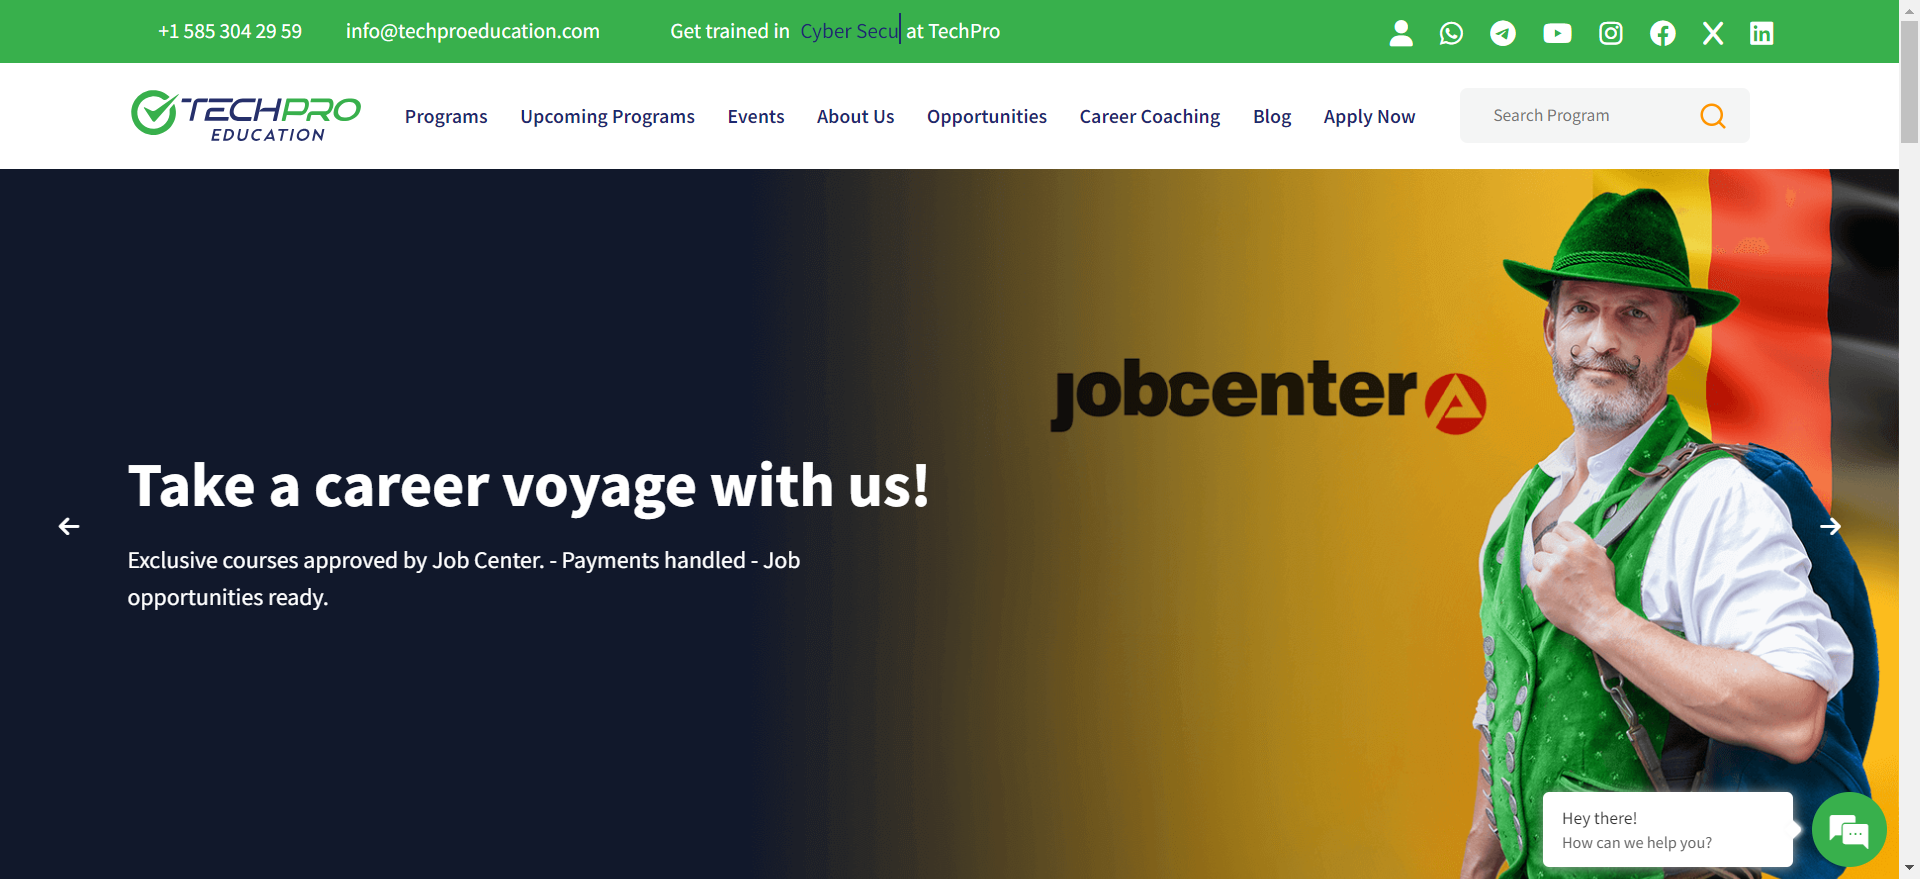 +1 585 304 29 59 info@techproeducation.com Get trained in Cyber Secu at TechPro
TECHPRO
EDUCATION
Programs Upcoming Programs Events About Us Opportunities Career Coaching Blog Apply Now Search Program
jobcenter
Take a career voyage with us!
Exclusive courses approved by Job Center. - Payments handled - Job
opportunities ready.
Hey there!
How can we help you?